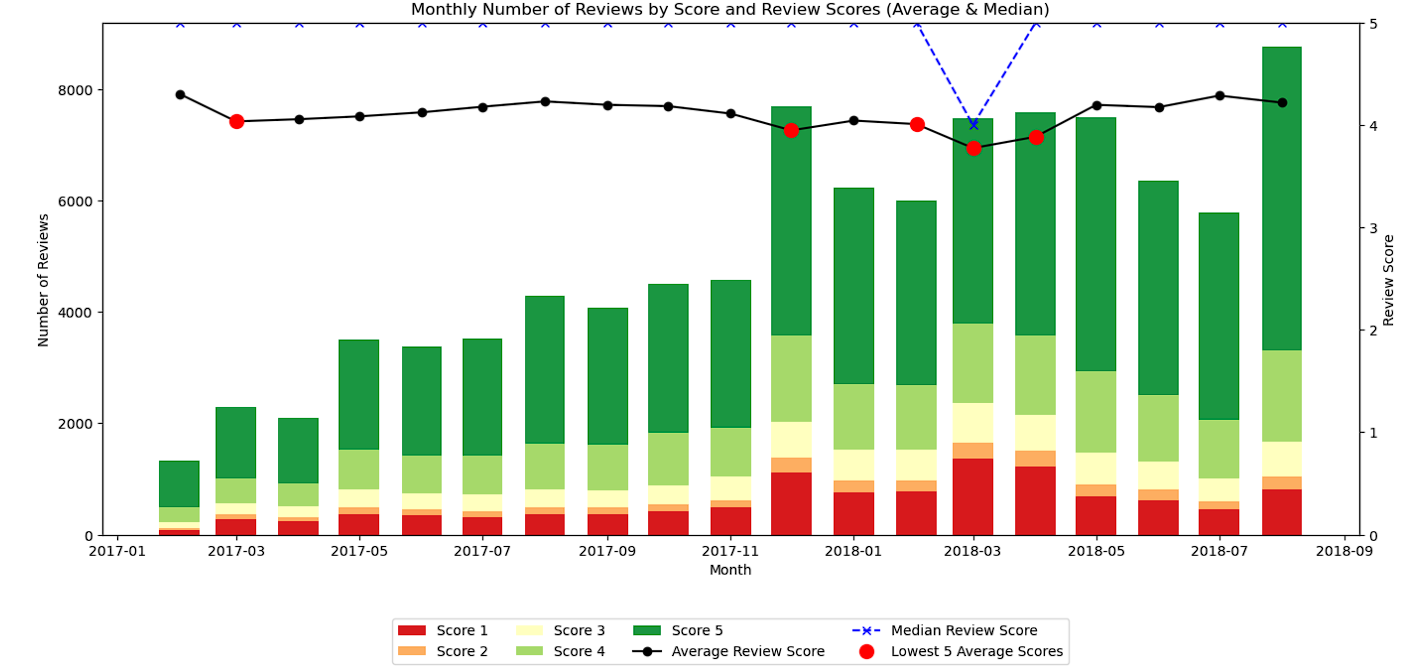 Monthly Number of Reviews by Score and Review Scores (Average & Median)
Number of Reviews
8000
6000
4000
2000
0
5
4
3
2
1
0
Review Score
2017-01 2017-03 2017-05 2017-07 2017-09 2017-11 2018-01 2018-03 2018-05 2018-07 2018-09
Month
Score 1 Score 3 Score 5 Median Review Score
Score 2 Score 4 Average Review Score Lowest 5 Average Scores